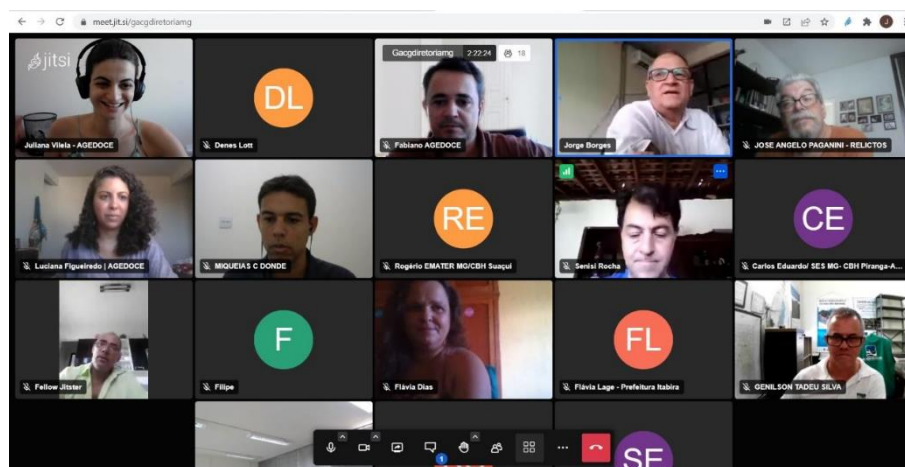 meet.jit.si/gacgdiretoriamg
J
jitsi
Gacgdiretoriamg 2:22:24 18
DL
Juliana Vilela - AGEDOCE
Denes Lott
Fabiano AGEDOCE
Jorge Borges
JOSE ANGELO PAGANINI - RELICTOS
RE
CE
Luciana Figueiredo | AGEDOCE
MIQUEIAS C DONDE
Rogério EMATER MG/CBH Suaçuí
Senisi Rocha
Carlos Eduardo/ SES MG- CBH Piranga-A...
F
FL
Fellow Jitster
Filipe
Flávia Dias
Flávia Lage - Prefeitura Itabira
GENILSON TADEU SILVA
1
SE